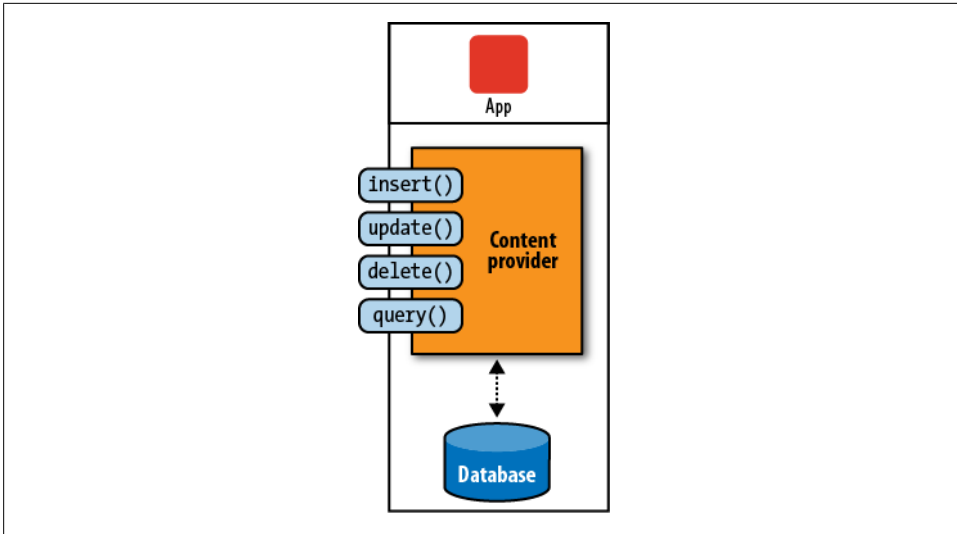 App
insert()
update()
delete()
query()
Content
provider
Database